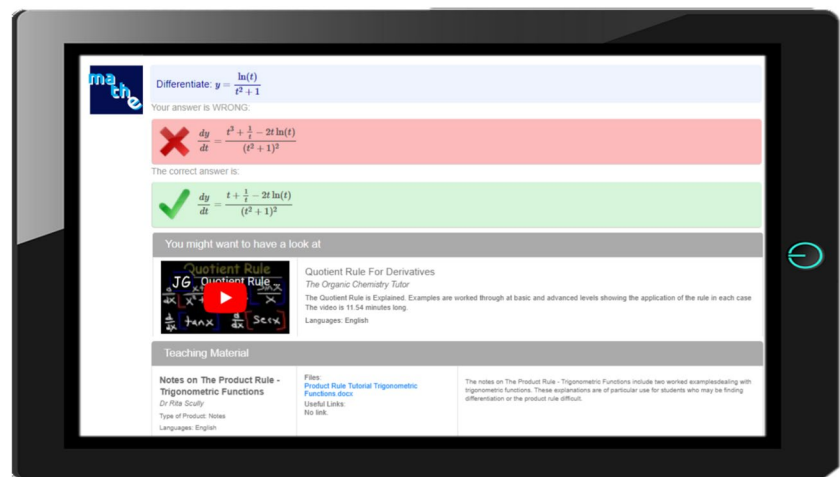 ma
the
Differentiate: y = ln(t) / t² + 1
Your answer is WRONG:
dy/dt = t³ + 1/t − 2t ln(t) / (t² + 1)²
The correct answer is:
dy/dt = t + 1/t − 2t ln(t) / (t² + 1)²
You might want to have a look at
Quotient Rule
JG Quotient Rule
tanx d/dx [Secx]
Quotient Rule For Derivatives
The Organic Chemistry Tutor
The Quotient Rule is Explained. Examples are worked through at basic and advanced levels showing the application of the rule in each case
The video is 11.54 minutes long.
Languages: English
Teaching Material
Notes on The Product Rule -
Trigonometric Functions
Dr Rita Scully
Type of Product: Notes
Languages: English
Files:
Product Rule Tutorial Trigonometric
Functions.docx
Useful Links:
No link.
The notes on The Product Rule - Trigonometric Functions include two worked examplesdealing with
trigonometric functions. These explanations are of particular use for students who may be finding
differentiation or the product rule difficult.